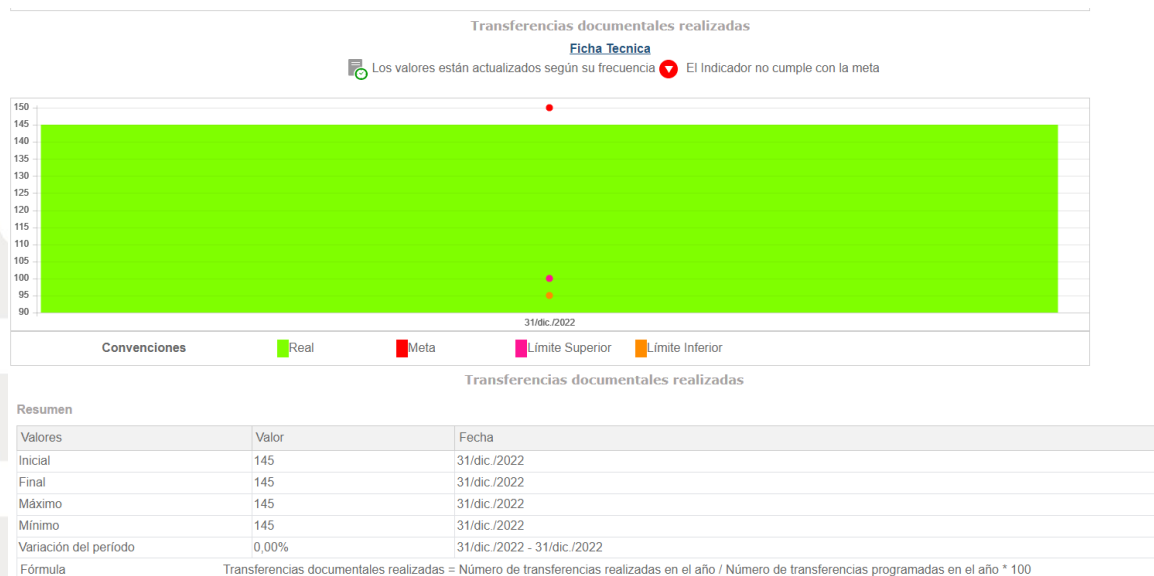 Transferencias documentales realizadas
Ficha Tecnica
Los valores están actualizados según su frecuencia El Indicador no cumple con la meta
150
145
140
135
130
125
120
115
110
105
100
95
90
31/dic./2022
Convenciones Real Meta Límite Superior Límite Inferior
Transferencias documentales realizadas
Resumen
Valores Valor Fecha
Inicial 145 31/dic./2022
Final 145 31/dic./2022
Máximo 145 31/dic./2022
Mínimo 145 31/dic./2022
Variación del período 0,00% 31/dic./2022 - 31/dic./2022
Fórmula Transferencias documentales realizadas = Número de transferencias realizadas en el año / Número de transferencias programadas en el año * 100